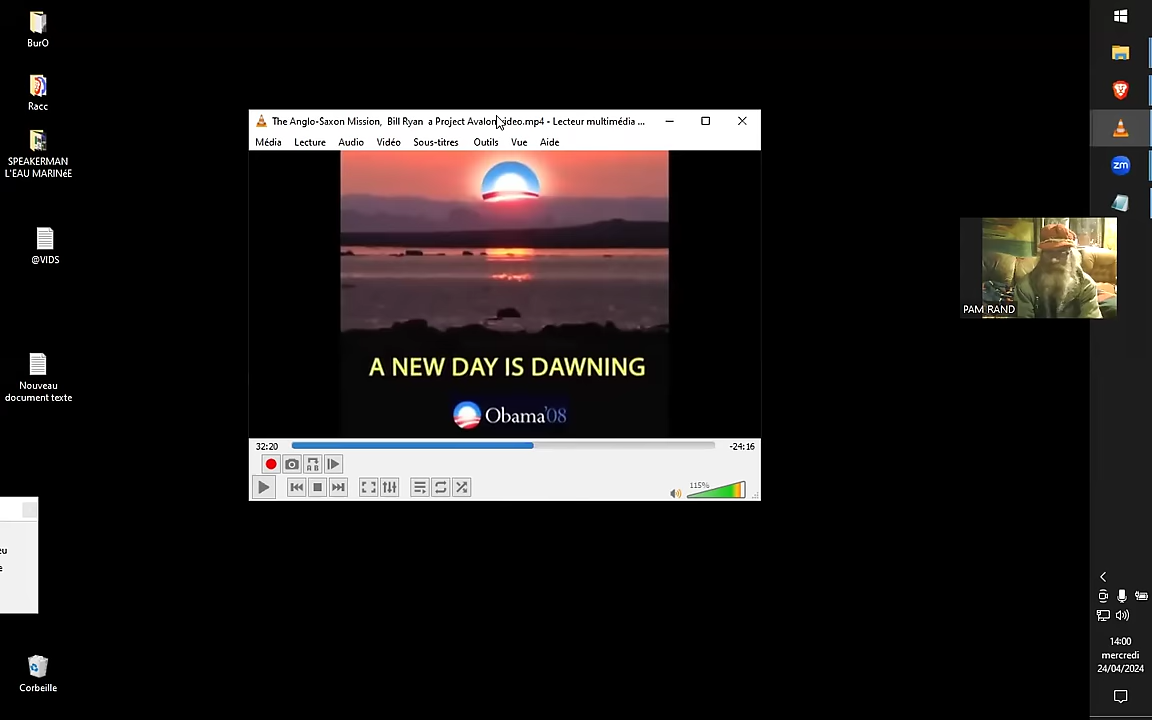 BurO
Racc
SPEAKERMAN
L'EAU MARINéE
@VIDS
Nouveau
document texte
eu
e
Corbeille
The Anglo-Saxon Mission, Bill Ryan a Project Avalon video.mp4 - Lecteur multimédia ...
Média Lecture Audio Vidéo Sous-titres Outils Vue Aide
A NEW DAY IS DAWNING
Obama'08
32:20
-24:16
A B
115%
zm
PAM RAND
14:00
mercredi
24/04/2024